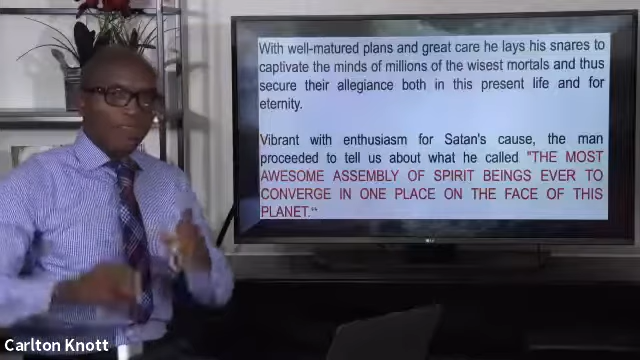 With well-matured plans and great care he lays his snares to
captivate the minds of millions of the wisest mortals and thus
secure their allegiance both in this present life and for
eternity.
Vibrant with enthusiasm for Satan's cause, the man
proceeded to tell us about what he called "THE MOST
AWESOME ASSEMBLY OF SPIRIT BEINGS EVER TO
CONVERGE IN ONE PLACE ON THE FACE OF THIS
PLANET."
LG
Carlton Knott